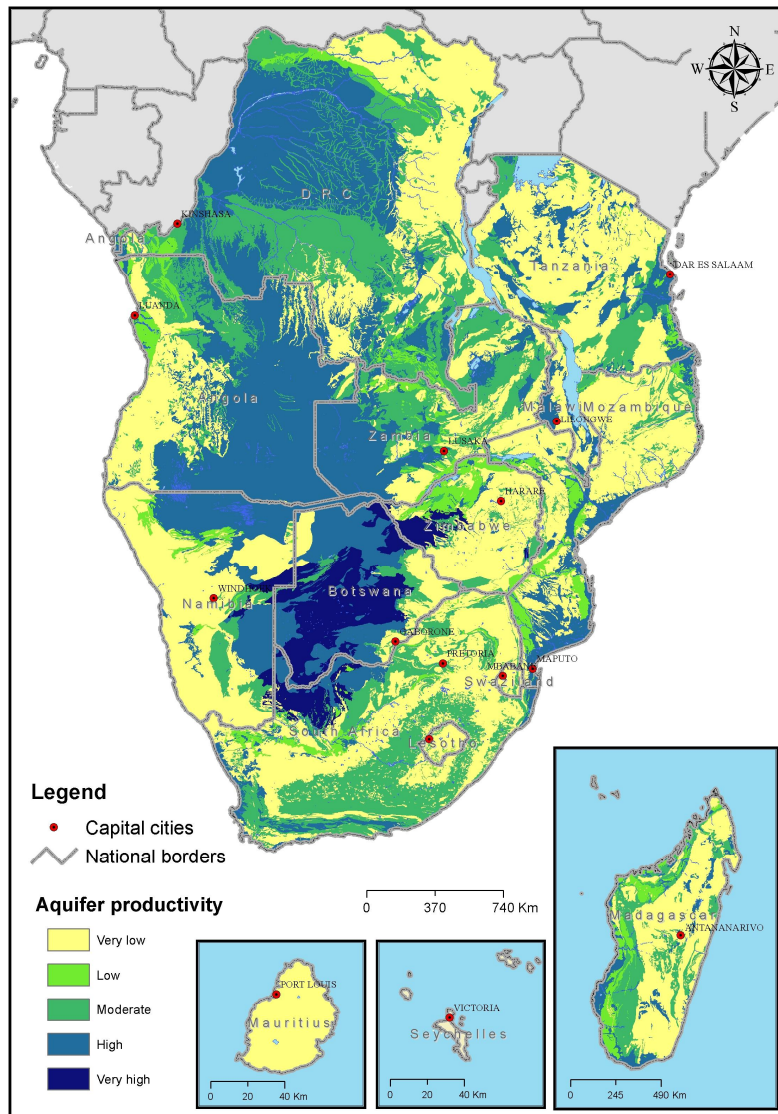 N
W E
S
D R C
KINSHASA
Angola
Tanzania
DAR ES SALAAM
LUANDA
Angola
Malawi
Mozambique
LILONGWE
Zambia
LUSAKA
HARARE
Zimbabwe
Botswana
WINDHOEK
Namibia
GABORONE
PRETORIA
MBABANE
MAPUTO
Swaziland
South Africa
Lesotho
Legend
Capital cities
National borders
0 370 740 Km
Aquifer productivity
Very low
Low
Moderate
High
Very high
PORT LOUIS
Mauritius
0 20 40 Km
VICTORIA
Seychelles
0 20 40 Km
Madagascar
ANTANANARIVO
0 245 490 Km